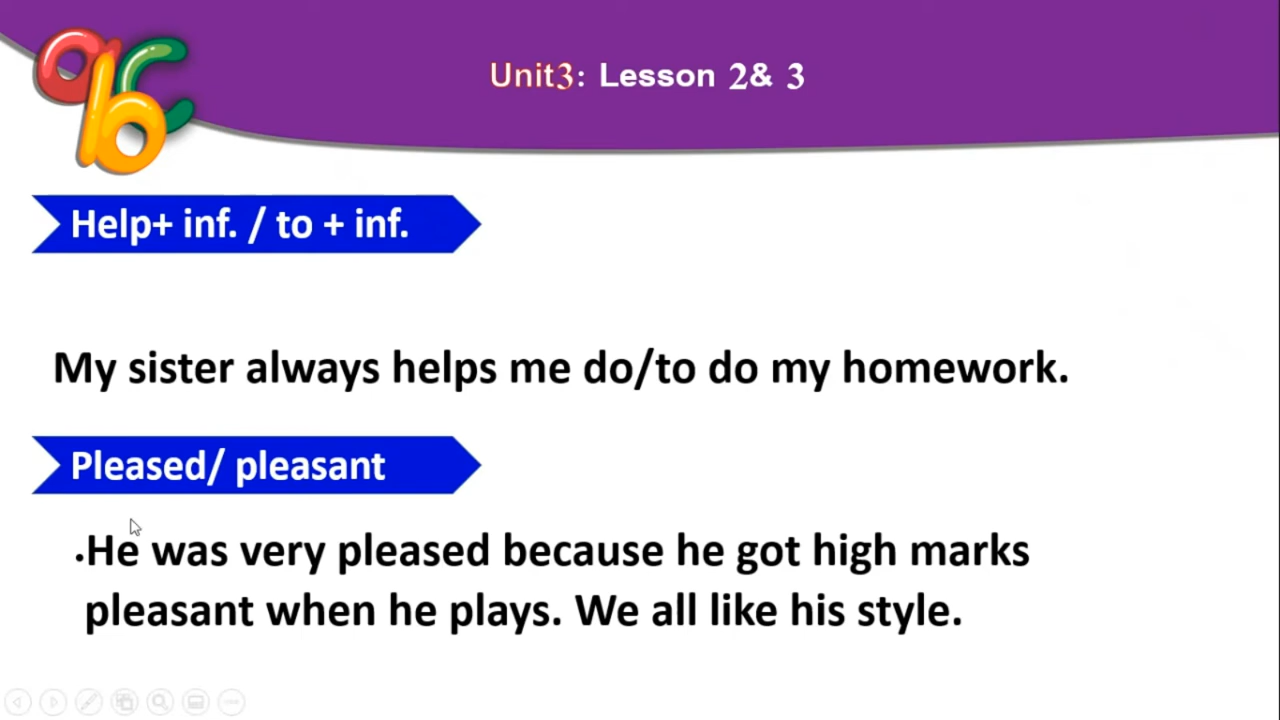 abc
Unit3: Lesson 2& 3
Help+ inf. / to + inf.
My sister always helps me do/to do my homework.
Pleased/ pleasant
.He was very pleased because he got high marks
pleasant when he plays. We all like his style.